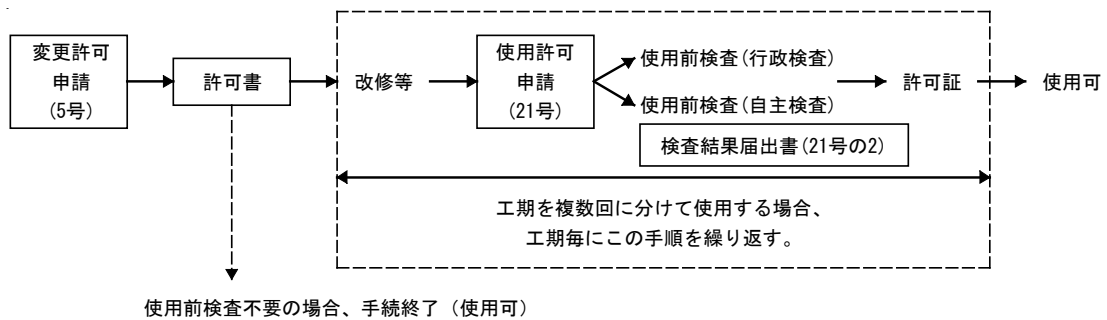 変更許可
申請
(5号)
許可書
改修等
使用許可
申請
(21号)
使用前検査(行政検査)
使用前検査(自主検査)
検査結果届出書(21号の2)
許可証
使用可
工期を複数回に分けて使用する場合、
工期毎にこの手順を繰り返す。
使用前検査不要の場合、手続終了（使用可）